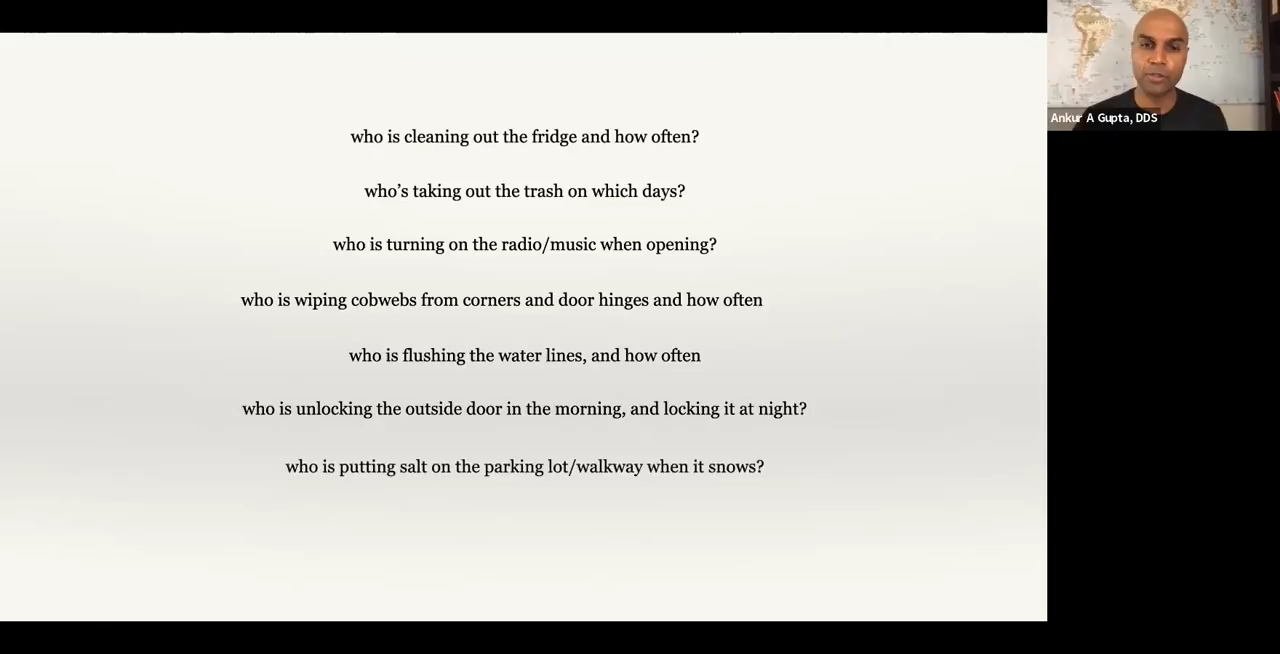 who is cleaning out the fridge and how often?
who’s taking out the trash on which days?
who is turning on the radio/music when opening?
who is wiping cobwebs from corners and door hinges and how often
who is flushing the water lines, and how often
who is unlocking the outside door in the morning, and locking it at night?
who is putting salt on the parking lot/walkway when it snows?
Ankur A Gupta, DDS